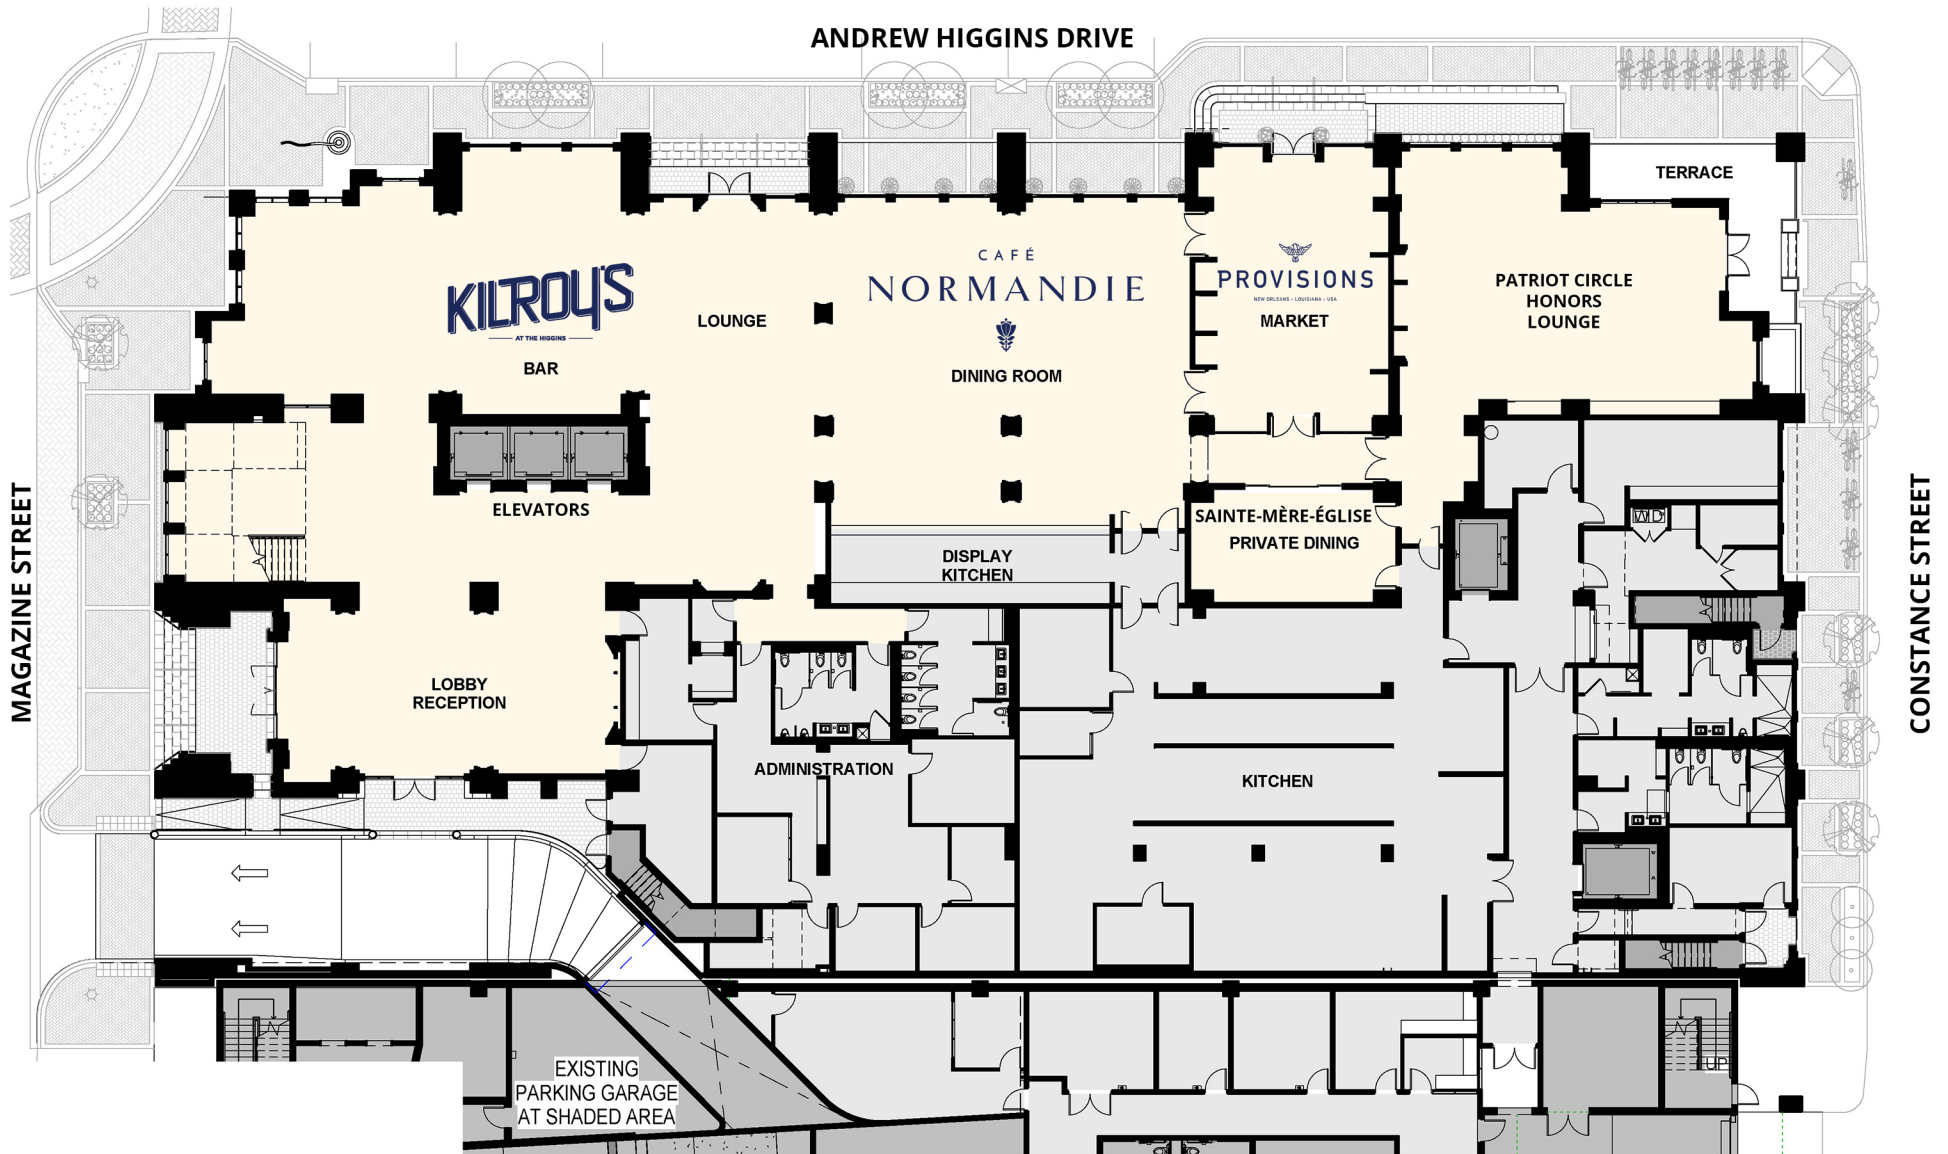 ANDREW HIGGINS DRIVE
TERRACE
KILROY'S
AT THE HIGGINS
BAR
LOUNGE
CAFÉ
NORMANDIE
DINING ROOM
PROVISIONS
NEW ORLEANS - LOUISIANA - USA
MARKET
PATRIOT CIRCLE
HONORS
LOUNGE
MAGAZINE STREET
CONSTANCE STREET
ELEVATORS
SAINTE-MÈRE-ÉGLISE
PRIVATE DINING
WD
DISPLAY
KITCHEN
LOBBY
RECEPTION
ADMINISTRATION
KITCHEN
EXISTING
PARKING GARAGE
AT SHADED AREA
UP